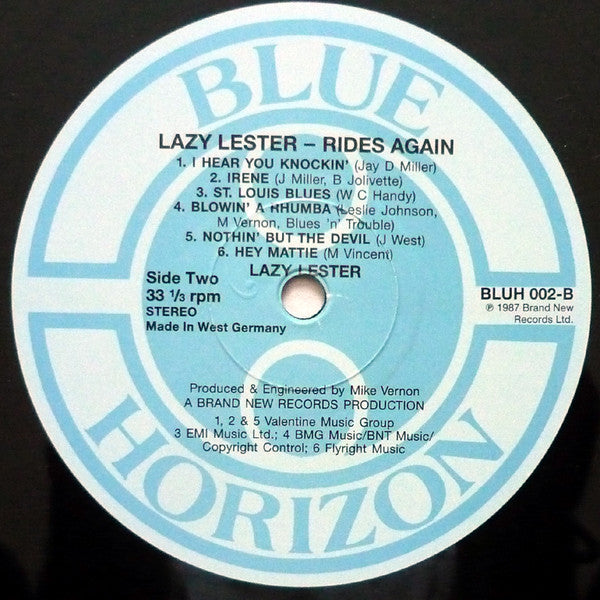 BLUE
LAZY LESTER – RIDES AGAIN
1. I HEAR YOU KNOCKIN' (Jay D Miller)
2. IRENE (J Miller, B Jolivette)
3. ST. LOUIS BLUES (W C Handy)
4. BLOWIN' A RHUMBA (Leslie Johnson,
M Vernon, Blues 'n' Trouble)
5. NOTHIN' BUT THE DEVIL (J West)
6. HEY MATTIE (M Vincent)
LAZY LESTER
Side Two
33 ⅓ rpm
STEREO
Made In West Germany
BLUH 002-B
℗ 1987 Brand New
Records Ltd.
Produced & Engineered by Mike Vernon
A BRAND NEW RECORDS PRODUCTION
1, 2 & 5 Valentine Music Group
3 EMI Music Ltd.; 4 BMG Music/BNT Music/
Copyright Control; 6 Flyright Music
HORIZON